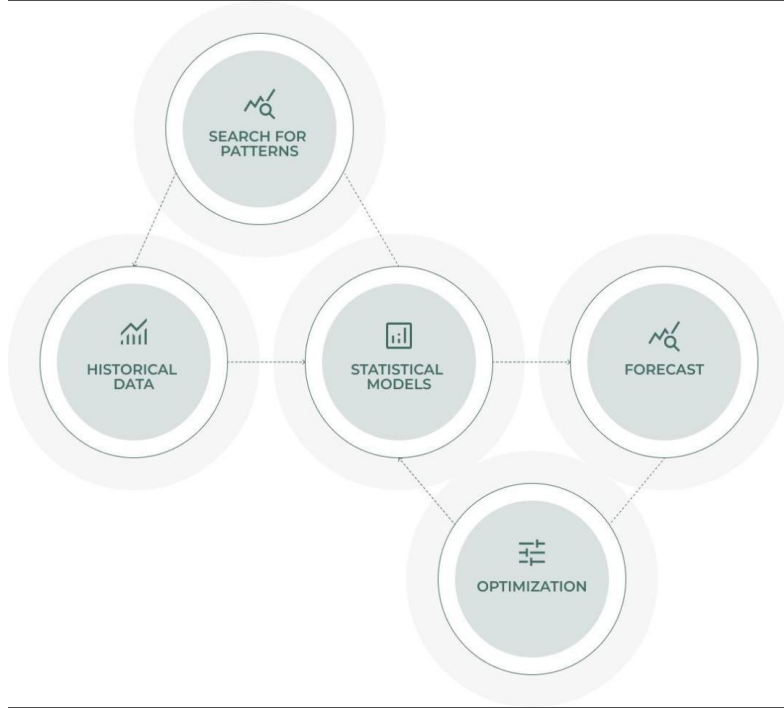 SEARCH FOR
PATTERNS
HISTORICAL
DATA
STATISTICAL
MODELS
FORECAST
OPTIMIZATION